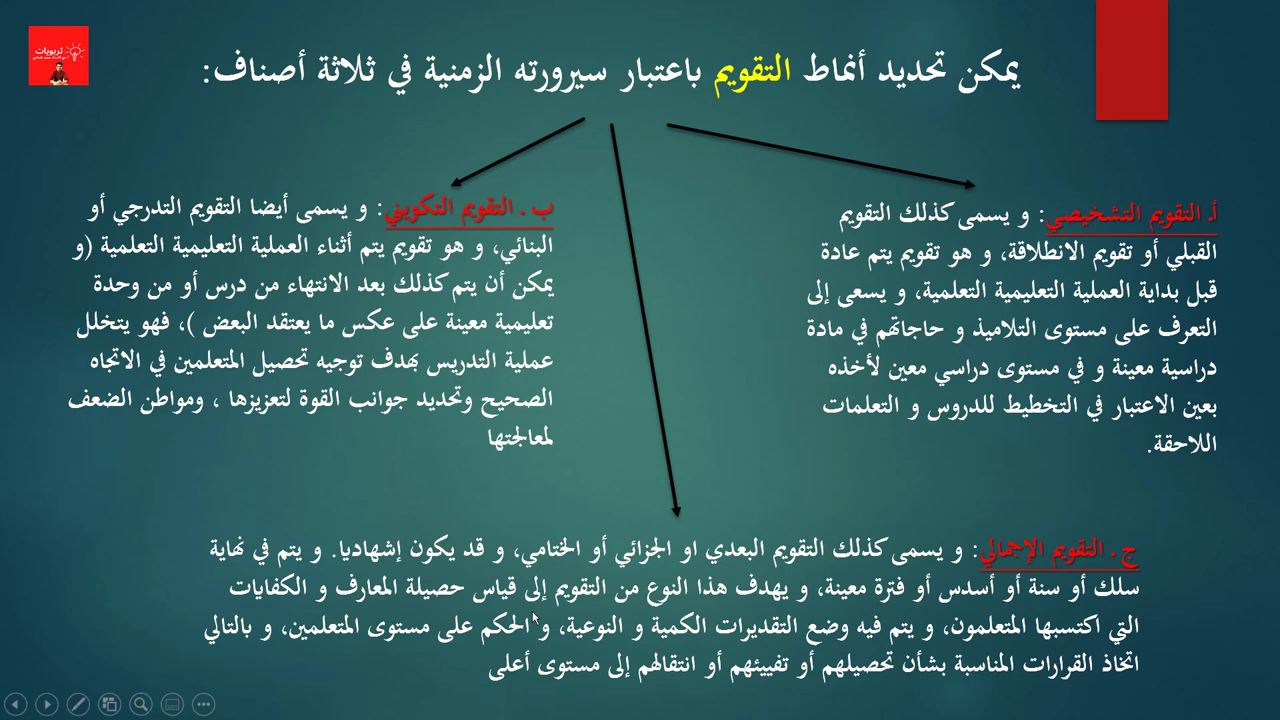 تربويات
يمكن تحديد أنماط التقويم باعتبار سيرورته الزمنية في ثلاثة أصناف:
أ. التقويم التشخيصي: و يسمى كذلك التقويم
القبلي أو تقويم الانطلاقة، و هو تقويم يتم عادة
قبل بداية العملية التعليمية التعلمية، و يسعى إلى
التعرف على مستوى التلاميذ و حاجاتهم في مادة
دراسية معينة و في مستوى دراسي معين لأخذه
بعين الاعتبار في التخطيط للدروس و التعلمات
اللاحقة.
ب . التقويم التكويني: و يسمى أيضا التقويم التدرجي أو
البنائي، و هو تقويم يتم أثناء العملية التعليمية التعلمية (و
يمكن أن يتم كذلك بعد الانتهاء من درس أو من وحدة
تعليمية معينة على عكس ما يعتقد البعض )، فهو يتخلل
عملية التدريس بهدف توجيه تحصيل المتعلمين في الاتجاه
الصحيح وتحديد جوانب القوة لتعزيزها ، ومواطن الضعف
لمعالجتها
ج . التقويم الإجمالي: و يسمى كذلك التقويم البعدي او الجزائي أو الختامي، و قد يكون إشهاديا. و يتم في نهاية
سلك أو سنة أو أسدس أو فترة معينة، و يهدف هذا النوع من التقويم إلى قياس حصيلة المعارف و الكفايات
التي اكتسبها المتعلمون، و يتم فيه وضع التقديرات الكمية و النوعية، و الحكم على مستوى المتعلمين، و بالتالي
اتخاذ القرارات المناسبة بشأن تحصيلهم أو تفييئهم أو انتقالهم إلى مستوى أعلى